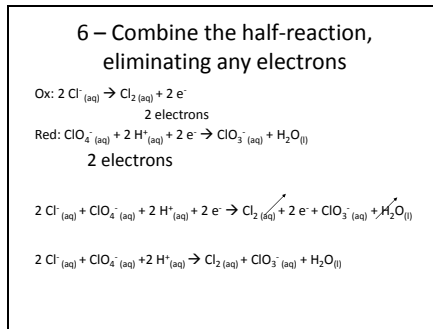 6 – Combine the half-reaction,
eliminating any electrons
Ox: 2 Cl⁻ (aq) → Cl₂ (aq) + 2 e⁻
2 electrons
Red: ClO₄⁻ (aq) + 2 H⁺(aq) + 2 e⁻ → ClO₃⁻ (aq) + H₂O(l)
2 electrons
2 Cl⁻ (aq) + ClO₄⁻ (aq) + 2 H⁺(aq) + 2 e⁻ → Cl₂ (aq) + 2 e⁻ + ClO₃⁻ (aq) + H₂O(l)
2 Cl⁻ (aq) + ClO₄⁻ (aq) +2 H⁺(aq) → Cl₂ (aq) + ClO₃⁻ (aq) + H₂O(l)